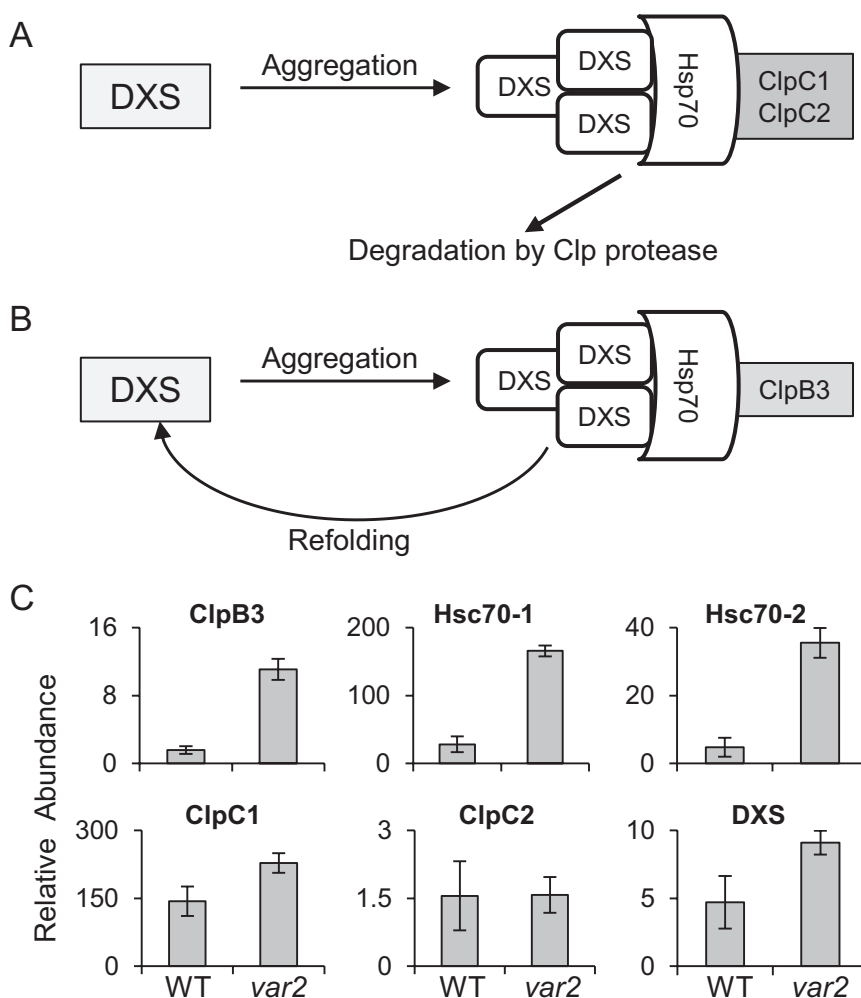 A
DXS
Aggregation
DXS
DXS
DXS
Hsp70
ClpC1
ClpC2
Degradation by Clp protease
B
DXS
Aggregation
DXS
DXS
DXS
Hsp70
ClpB3
Refolding
C
Relative Abundance
ClpB3
16
8
0
Hsc70-1
200
100
0
Hsc70-2
40
20
0
ClpC1
300
150
0
WT var2
ClpC2
3
1.5
0
WT var2
DXS
10
5
0
WT var2